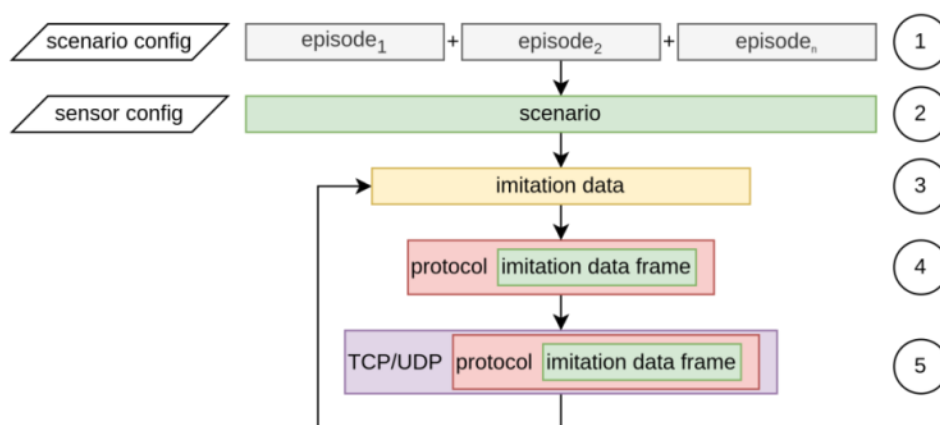 scenario config episode₁ + episode₂ + episodeₙ 1
sensor config scenario 2
imitation data 3
protocol imitation data frame 4
TCP/UDP protocol imitation data frame 5